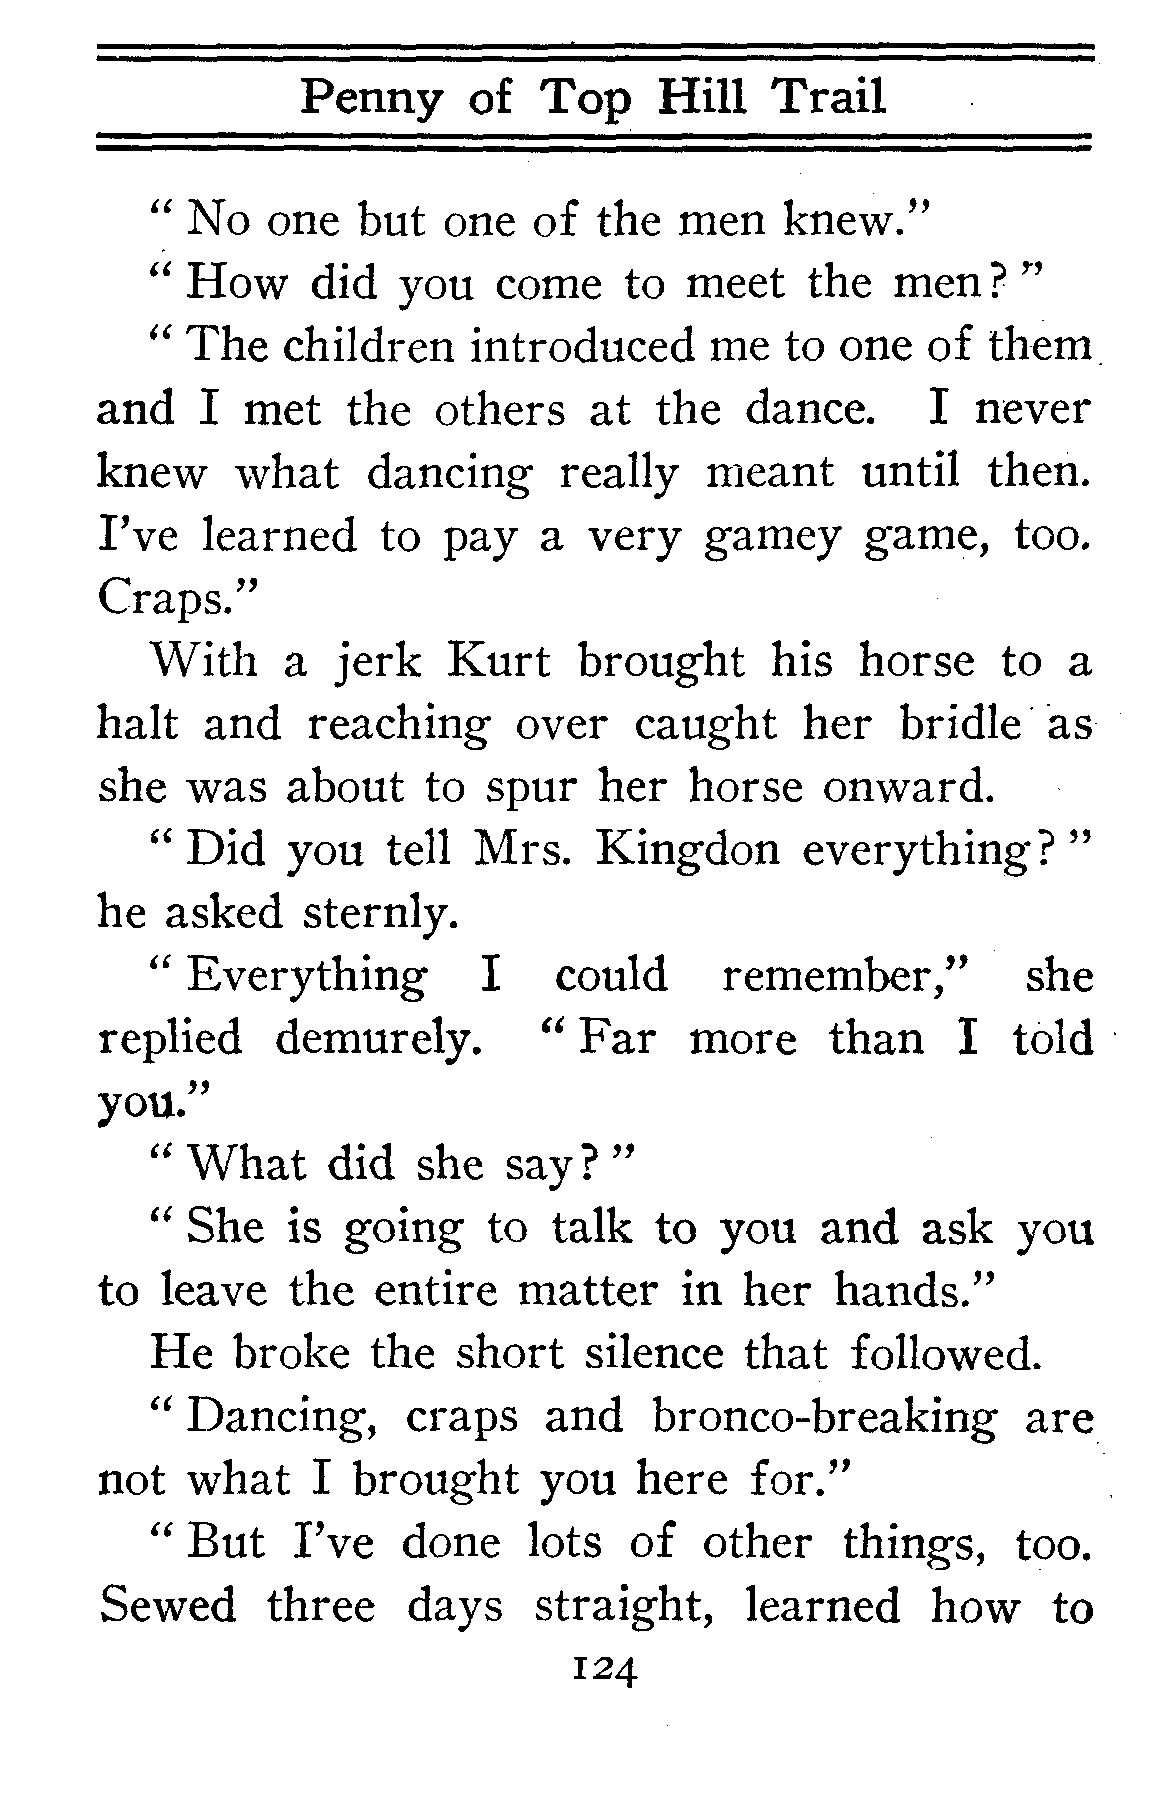 Penny of Top Hill Trail
“ No one but one of the men knew.”
“ How did you come to meet the men? ”
“ The children introduced me to one of them
and I met the others at the dance. I never
knew what dancing really meant until then.
I’ve learned to pay a very gamey game, too.
Craps.”
With a jerk Kurt brought his horse to a
halt and reaching over caught her bridle as
she was about to spur her horse onward.
“ Did you tell Mrs. Kingdon everything? ”
he asked sternly.
“ Everything I could remember,” she
replied demurely. “ Far more than I told
you.”
“ What did she say? ”
“ She is going to talk to you and ask you
to leave the entire matter in her hands.”
He broke the short silence that followed.
“ Dancing, craps and bronco-breaking are
not what I brought you here for.”
“ But I’ve done lots of other things, too.
Sewed three days straight, learned how to
124